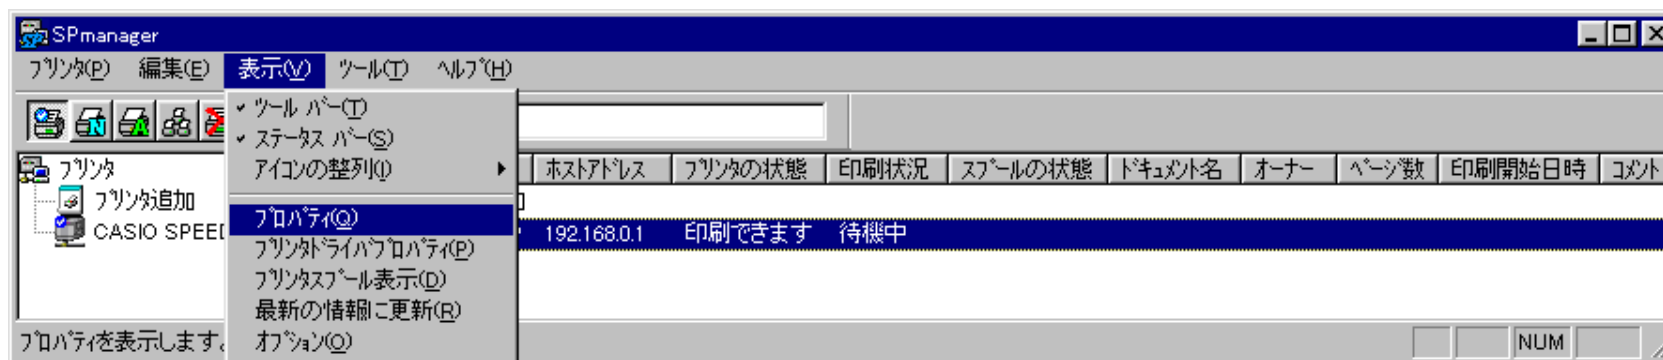 SPmanager
ﾌﾟﾘﾝﾀ(P) 編集(E) 表示(V) ﾂｰﾙ(T) ﾍﾙﾌﾟ(H)
ﾂｰﾙ ﾊﾞｰ(T)
ｽﾃｰﾀｽ ﾊﾞｰ(S)
ｱｲｺﾝの整列(I)
ﾌﾟﾛﾊﾟﾃｨ(Q)
ﾌﾟﾘﾝﾀﾄﾞﾗｲﾊﾞﾌﾟﾛﾊﾟﾃｨ(P)
ﾌﾟﾘﾝﾀｽﾌﾟｰﾙ表示(D)
最新の情報に更新(R)
ｵﾌﾟｼｮﾝ(O)
ﾌﾟﾘﾝﾀ
ﾌﾟﾘﾝﾀ追加
CASIO SPEED
ﾎｽﾄｱﾄﾞﾚｽ ﾌﾟﾘﾝﾀの状態 印刷状況 ｽﾌﾟｰﾙの状態 ﾄﾞｷｭﾒﾝﾄ名 ｵｰﾅｰ ﾍﾟｰｼﾞ数 印刷開始日時 ｺﾒﾝﾄ
192.168.0.1 印刷できます 待機中
ﾌﾟﾛﾊﾟﾃｨを表示します。
NUM